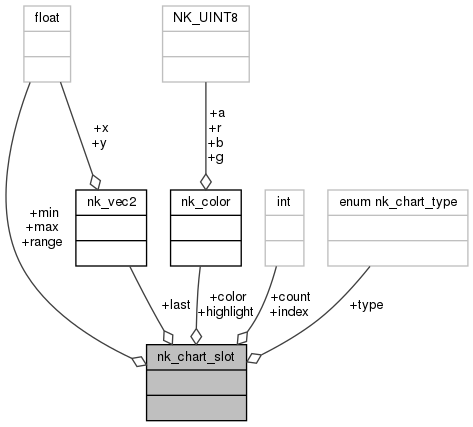 float
NK_UINT8
+a
+r
+b
+g
+x
+y
nk_vec2
nk_color
int
enum nk_chart_type
+min
+max
+range
+last
+color
+highlight
+count
+index
+type
nk_chart_slot